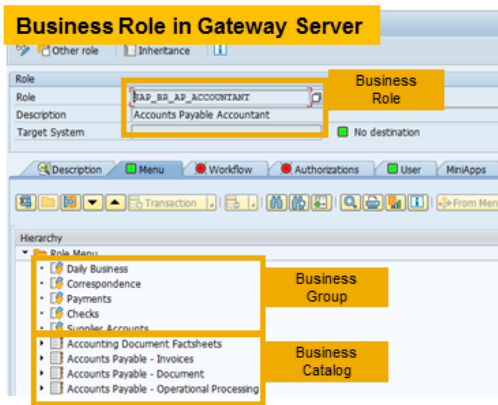 Business Role in Gateway Server
Other role Inheritance
Role
Business
Role
Role SAP_BR_AP_ACCOUNTANT
Description Accounts Payable Accountant
Target System No destination
Description Menu Workflow Authorizations User MiniApps
Transaction From Men
Hierarchy
Role Menu
Daily Business
Correspondence
Payments
Checks
Supplier Accounts
Business
Group
Accounting Document Factsheets
Accounts Payable - Invoices
Accounts Payable - Document
Accounts Payable - Operational Processing
Business
Catalog